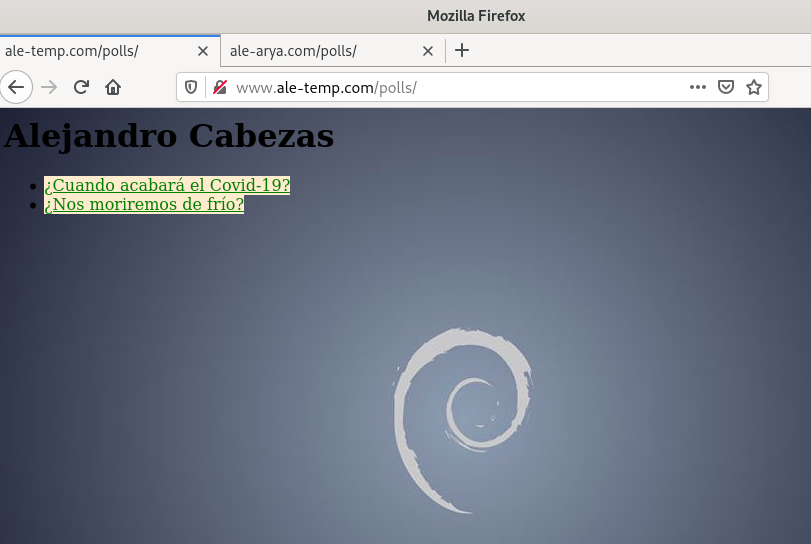 Mozilla Firefox
ale-temp.com/polls/
ale-arya.com/polls/
www.ale-temp.com/polls/
Alejandro Cabezas
¿Cuando acabará el Covid-19?
¿Nos moriremos de frío?